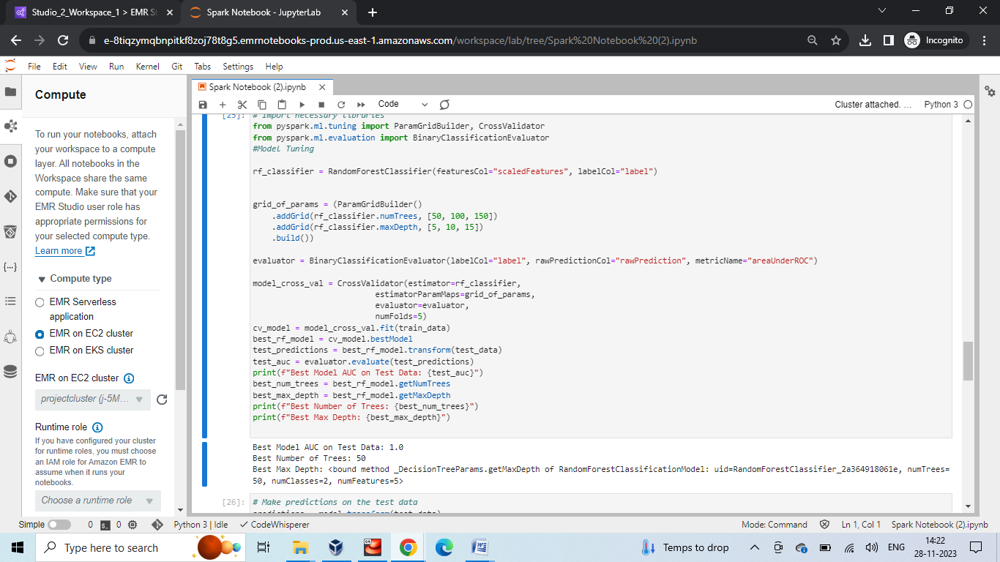 Studio_2_Workspace_1 > EMR S
Spark Notebook - JupyterLab
e-8tiqzymqbnpitkf8zoj78t8g5.emrnotebooks-prod.us-east-1.amazonaws.com/workspace/lab/tree/Spark%20Notebook%20(2).ipynb
Incognito
File Edit View Run Kernel Git Tabs Settings Help
Compute
To run your notebooks, attach
your workspace to a compute
layer. All notebooks in the
Workspace share the same
compute. Make sure that your
EMR Studio user role has
appropriate permissions for
your selected compute type.
Learn more
Compute type
EMR Serverless
application
EMR on EC2 cluster
EMR on EKS cluster
EMR on EC2 cluster
projectcluster (j-5M...
Runtime role
If you have configured your cluster
for runtime roles, you must choose
an IAM role for Amazon EMR to
assume when it runs your
notebooks.
Choose a runtime role
Spark Notebook (2).ipynb
Code
Cluster attached. ...
Python 3
[25]: # Import necessary libraries
from pyspark.ml.tuning import ParamGridBuilder, CrossValidator
from pyspark.ml.evaluation import BinaryClassificationEvaluator
#Model Tuning
rf_classifier = RandomForestClassifier(featuresCol="scaledFeatures", labelCol="label")
grid_of_params = (ParamGridBuilder()
.addGrid(rf_classifier.numTrees, [50, 100, 150])
.addGrid(rf_classifier.maxDepth, [5, 10, 15])
.build())
evaluator = BinaryClassificationEvaluator(labelCol="label", rawPredictionCol="rawPrediction", metricName="areaUnderROC")
model_cross_val = CrossValidator(estimator=rf_classifier,
estimatorParamMaps=grid_of_params,
evaluator=evaluator,
numFolds=5)
cv_model = model_cross_val.fit(train_data)
best_rf_model = cv_model.bestModel
test_predictions = best_rf_model.transform(test_data)
test_auc = evaluator.evaluate(test_predictions)
print(f"Best Model AUC on Test Data: {test_auc}")
best_num_trees = best_rf_model.getNumTrees
best_max_depth = best_rf_model.getMaxDepth
print(f"Best Number of Trees: {best_num_trees}")
print(f"Best Max Depth: {best_max_depth}")
Best Model AUC on Test Data: 1.0
Best Number of Trees: 50
Best Max Depth: <bound method _DecisionTreeParams.getMaxDepth of RandomForestClassificationModel: uid=RandomForestClassifier_2a364918061e, numTrees=
50, numClasses=2, numFeatures=5>
[26]: # Make predictions on the test data
predictions = model.transform(test_data)
Simple 0 0 Python 3 | Idle CodeWhisperer
Mode: Command Ln 1, Col 1 Spark Notebook (2).ipynb
Type here to search
Temps to drop
ENG
14:22
28-11-2023